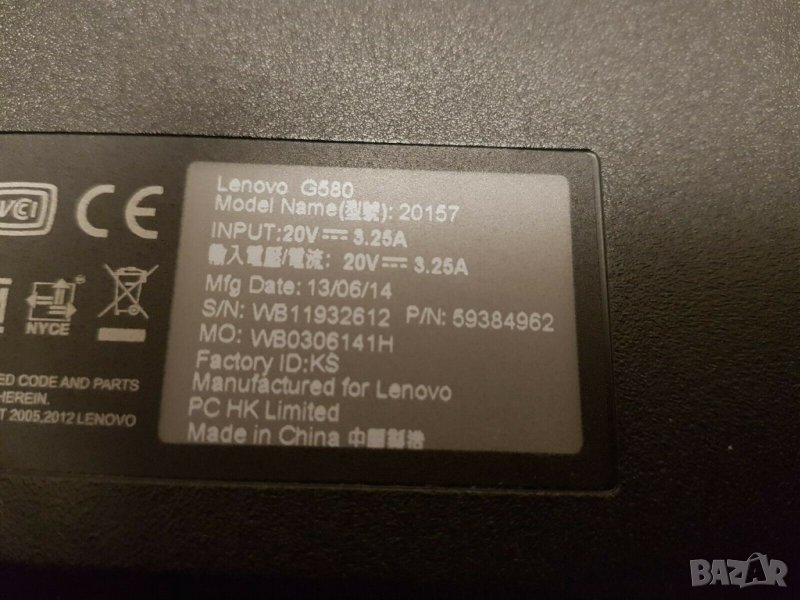 Lenovo G580
Model Name(型號): 20157
INPUT:20V⎓ 3.25A
輸入電壓/電流: 20V⎓ 3.25A
Mfg Date: 13/06/14
S/N: WB11932612 P/N: 59384962
MO: WB0306141H
Factory ID:KS
Manufactured for Lenovo
PC HK Limited
Made in China 中國製造
VCI
CE
NYCE
ED CODE AND PARTS
HEREIN.
T 2005,2012 LENOVO
BAZAR